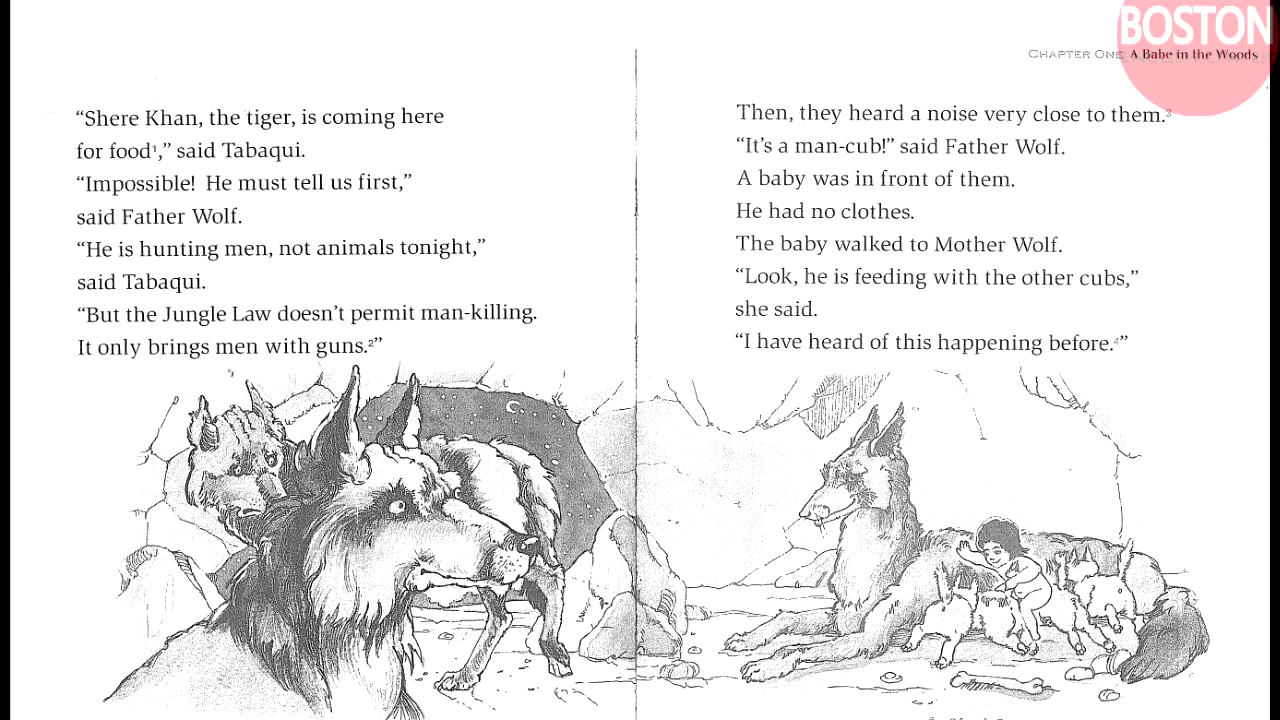 BOSTON
CHAPTER ONE A Babe in the Woods
“Shere Khan, the tiger, is coming here
for food¹,” said Tabaqui.
“Impossible! He must tell us first,”
said Father Wolf.
“He is hunting men, not animals tonight,”
said Tabaqui.
“But the Jungle Law doesn’t permit man-killing.
It only brings men with guns.²”
Then, they heard a noise very close to them.³
“It’s a man-cub!” said Father Wolf.
A baby was in front of them.
He had no clothes.
The baby walked to Mother Wolf.
“Look, he is feeding with the other cubs,”
she said.
“I have heard of this happening before.⁴”